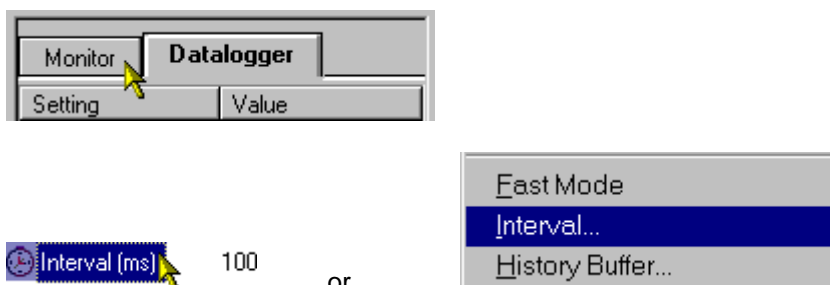 Monitor Datalogger
Setting Value
Fast Mode
Interval...
History Buffer...
Interval (ms) 100
or